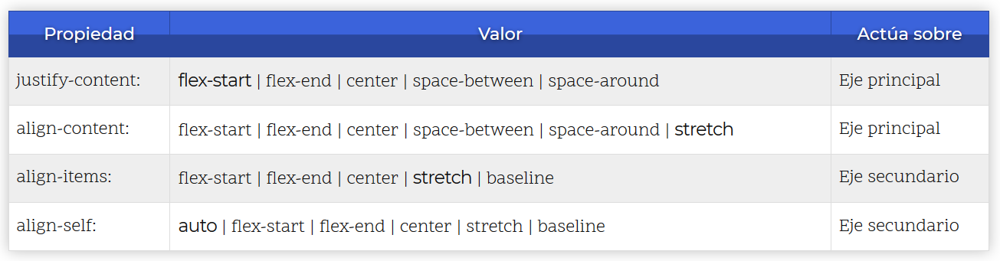 Propiedad Valor Actúa sobre
justify-content: flex-start | flex-end | center | space-between | space-around Eje principal
align-content: flex-start | flex-end | center | space-between | space-around | stretch Eje principal
align-items: flex-start | flex-end | center | stretch | baseline Eje secundario
align-self: auto | flex-start | flex-end | center | stretch | baseline Eje secundario